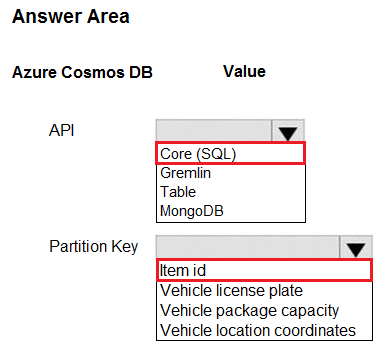 Answer Area
Azure Cosmos DB Value
API
Core (SQL)
Gremlin
Table
MongoDB
Partition Key
Item id
Vehicle license plate
Vehicle package capacity
Vehicle location coordinates